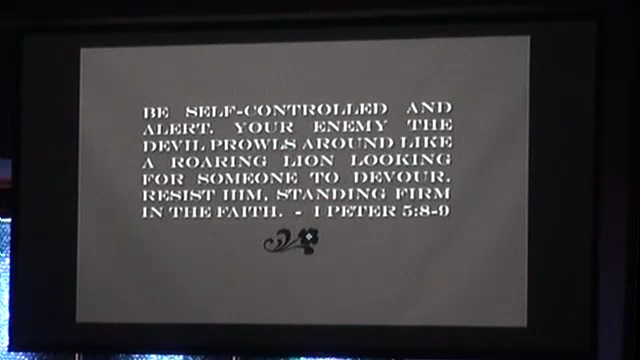 BE SELF-CONTROLLED AND
ALERT. YOUR ENEMY THE
DEVIL PROWLS AROUND LIKE
A ROARING LION LOOKING
FOR SOMEONE TO DEVOUR.
RESIST HIM, STANDING FIRM
IN THE FAITH. - I PETER 5:8-9